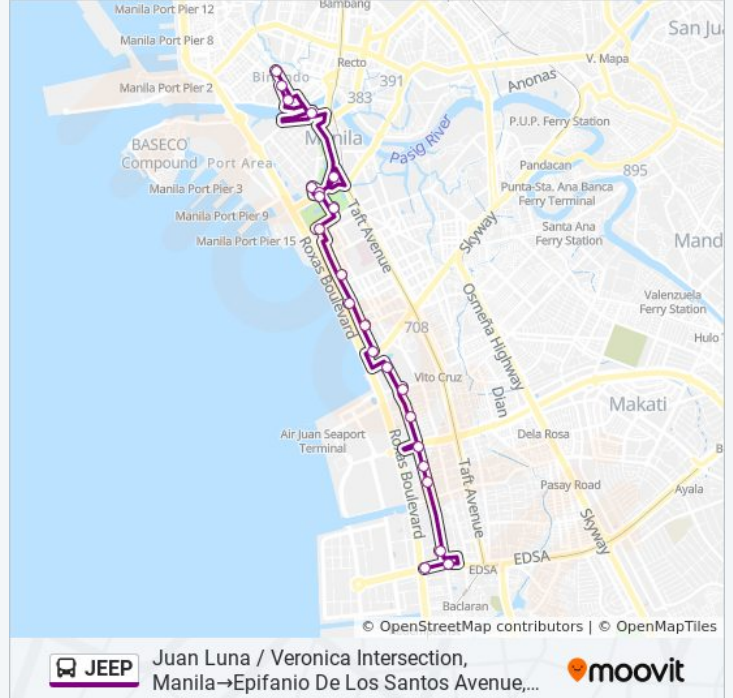 Bambang
Manila Port Pier 12
San Ju
Manila Port Pier 8
Recto
V. Mapa
Binondo
391
Anonas
Manila Port Pier 2
383
P.U.P. Ferry Station
Manila
Pasig River
BASECO
Compound
Port Area
Pandacan
895
Manila Port Pier 3
Punta-Sta. Ana Banca
Ferry Terminal
Manila Port Pier 9
Taft Avenue
Santa Ana
Ferry Station
Manila Port Pier 15
Skyway
Mand
Roxas Boulevard
Valenzuela
Ferry Station
Osmeña Highway
708
Hulo
Vito Cruz
Dian
Makati
Air Juan Seaport
Terminal
Dela Rosa
Roxas Boulevard
Taft Avenue
Pasay Road
Ayala
Skyway
EDSA
EDSA
Baclaran
© OpenStreetMap contributors | © OpenMapTiles
JEEP
Juan Luna / Veronica Intersection,
Manila→Epifanio De Los Santos Avenue,...
moovit